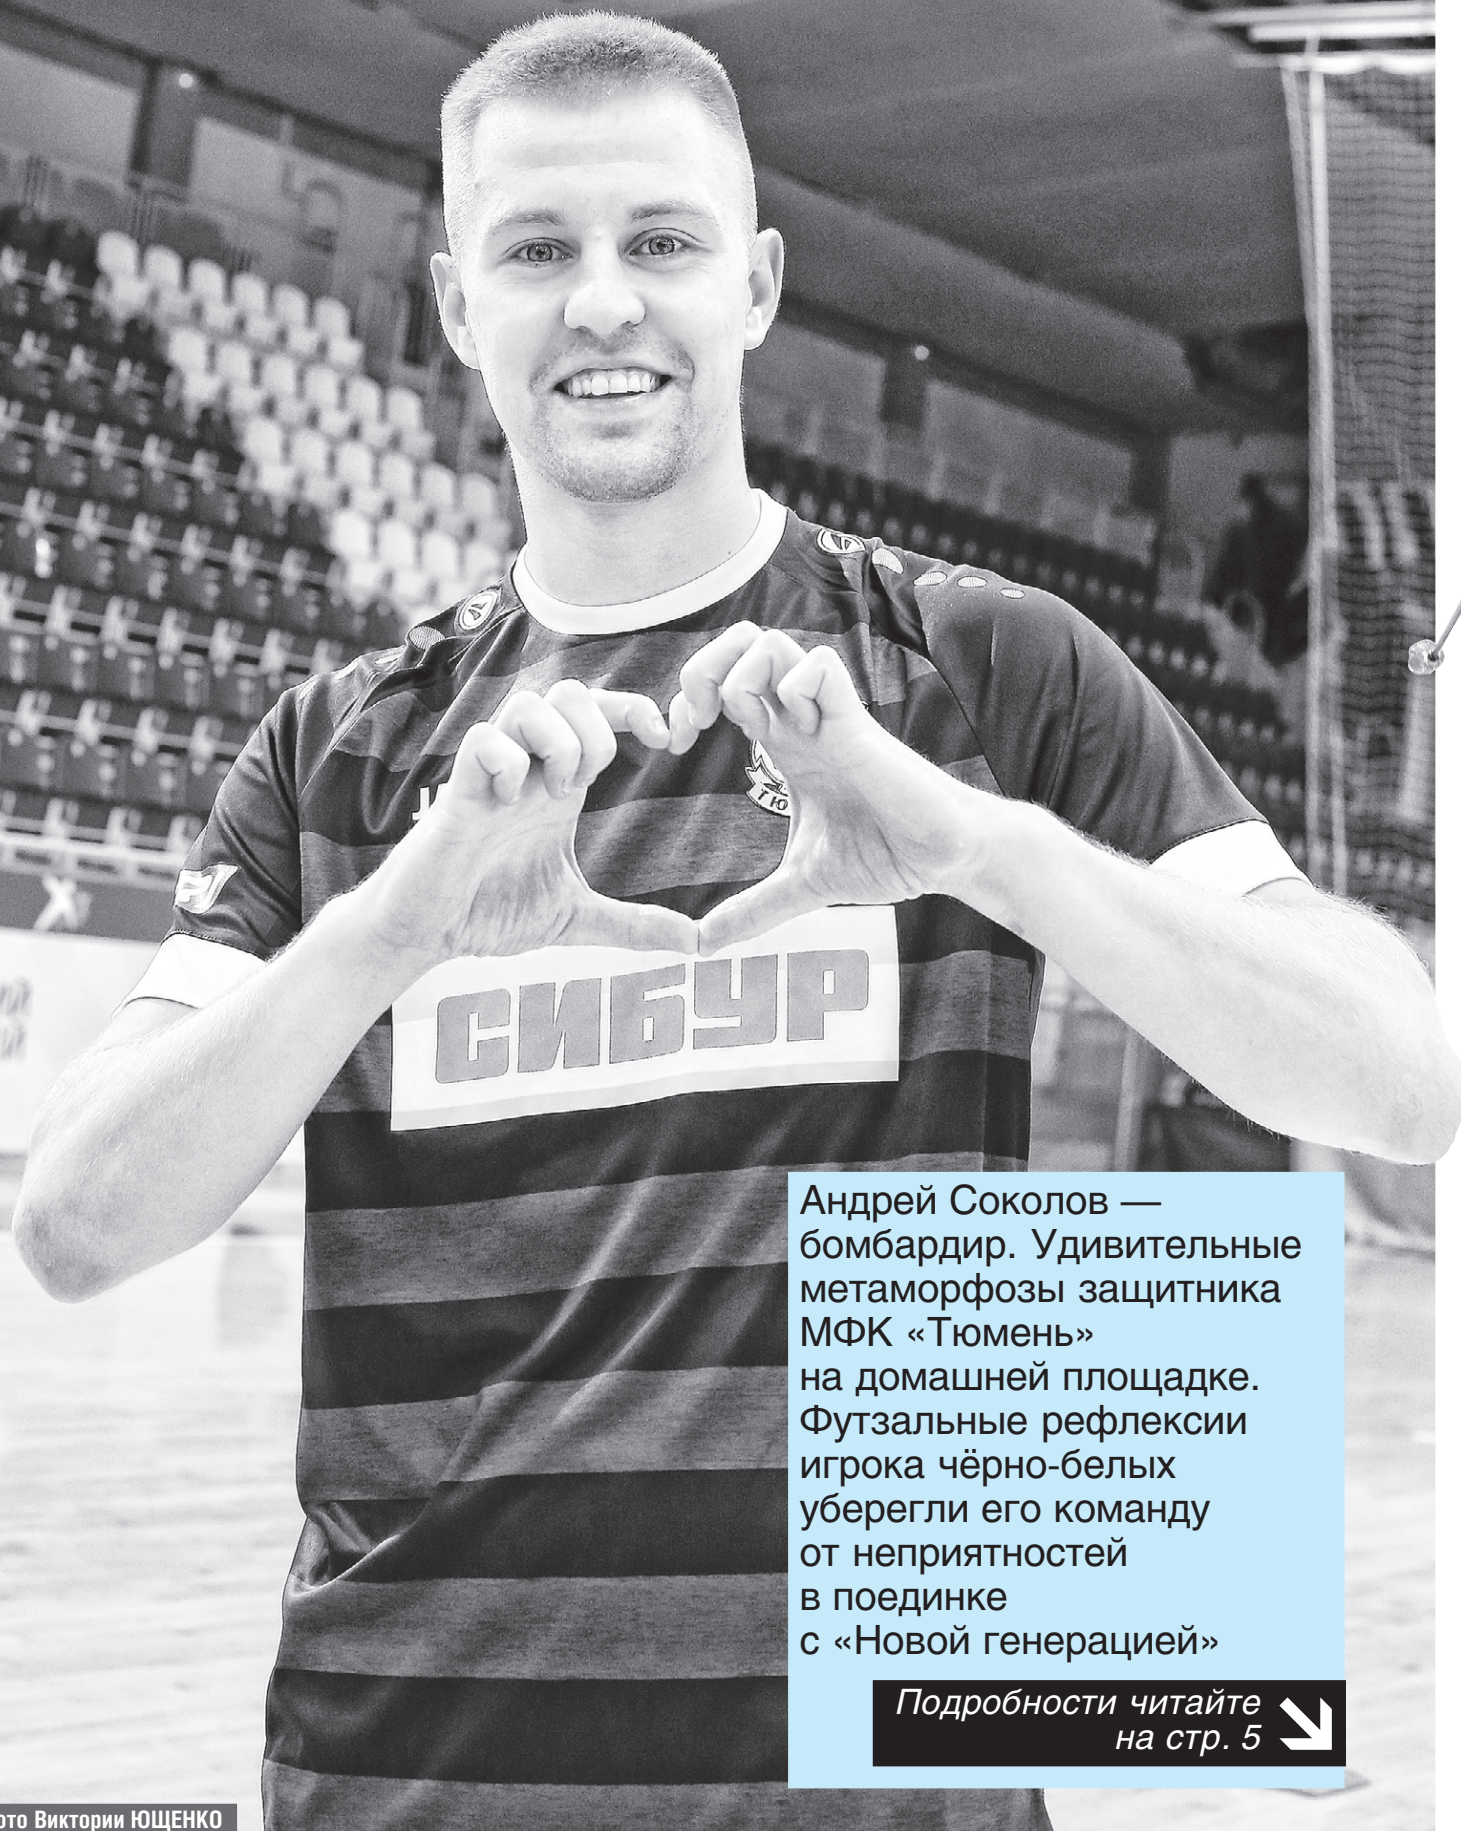 ТЮ
СИБУР
Андрей Соколов —
бомбардир. Удивительные
метаморфозы защитника
МФК «Тюмень»
на домашней площадке.
Футзальные рефлексии
игрока чёрно-белых
уберегли его команду
от неприятностей
в поединке
с «Новой генерацией»
Подробности читайте
на стр. 5
Виктории ЮЩЕНКО